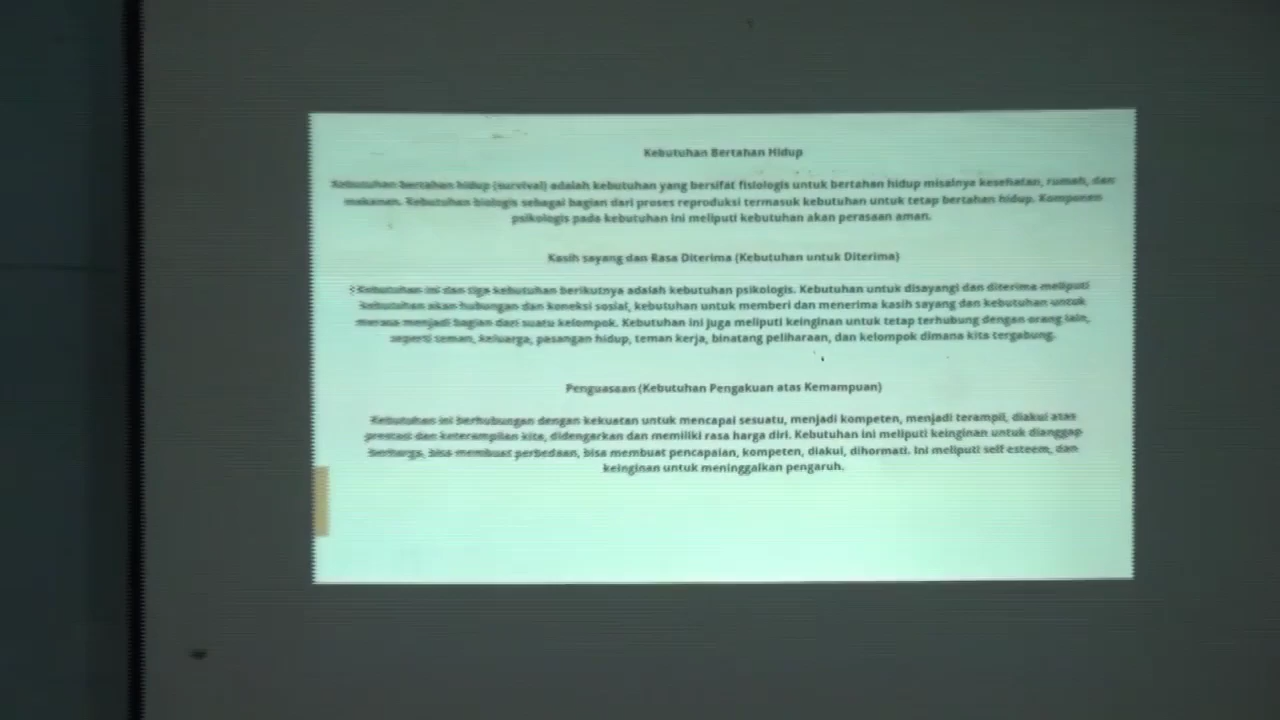 Kebutuhan Bertahan Hidup
Kebutuhan bertahan hidup (survival) adalah kebutuhan yang bersifat fisiologis untuk bertahan hidup misalnya kesehatan, rumah, dan
makanan. Kebutuhan biologis sebagai bagian dari proses reproduksi termasuk kebutuhan untuk tetap bertahan hidup. Komponen
psikologis pada kebutuhan ini meliputi kebutuhan akan perasaan aman.
Kasih sayang dan Rasa Diterima (Kebutuhan untuk Diterima)
Kebutuhan ini dan tiga kebutuhan berikutnya adalah kebutuhan psikologis. Kebutuhan untuk disayangi dan diterima meliputi
kebutuhan akan hubungan dan koneksi sosial, kebutuhan untuk memberi dan menerima kasih sayang dan kebutuhan untuk
merasa menjadi bagian dari suatu kelompok. Kebutuhan ini juga meliputi keinginan untuk tetap terhubung dengan orang lain,
seperti teman, keluarga, pasangan hidup, teman kerja, binatang peliharaan, dan kelompok dimana kita tergabung.
Penguasaan (Kebutuhan Pengakuan atas Kemampuan)
Kebutuhan ini berhubungan dengan kekuatan untuk mencapai sesuatu, menjadi kompeten, menjadi terampil, diakui atas
prestasi dan keterampilan kita, didengarkan dan memiliki rasa harga diri. Kebutuhan ini meliputi keinginan untuk dianggap
berharga, bisa membuat perbedaan, bisa membuat pencapaian, kompeten, diakui, dihormati. Ini meliputi self esteem, dan
keinginan untuk meninggalkan pengaruh.